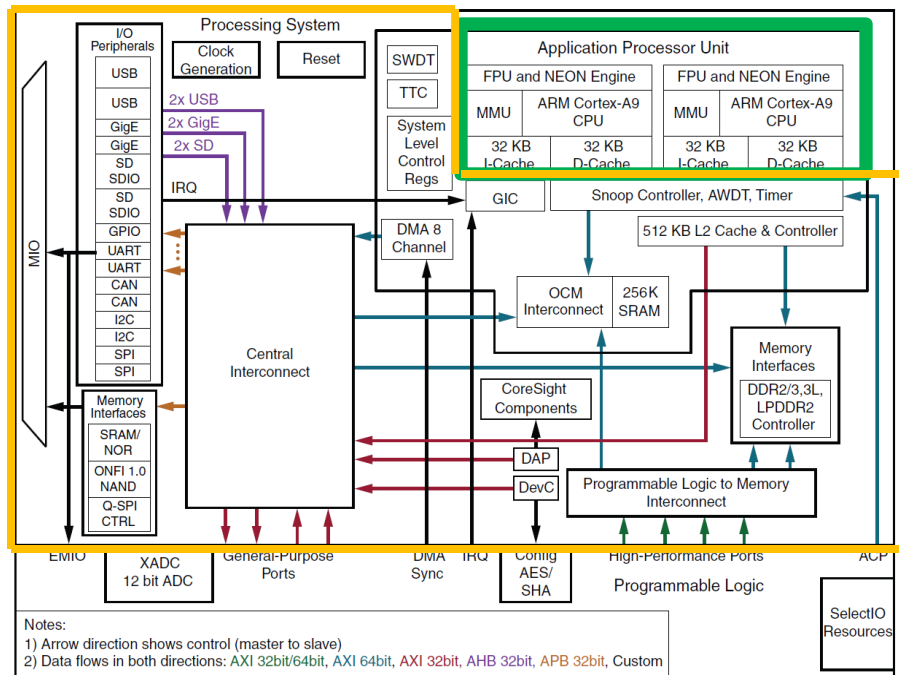 Processing System
I/O
Peripherals
USB
USB
GigE
GigE
SD
SDIO
SD
SDIO
GPIO
UART
UART
CAN
CAN
I2C
I2C
SPI
SPI
Memory
Interfaces
SRAM/
NOR
ONFI 1.0
NAND
Q-SPI
CTRL
MIO
Clock
Generation
Reset
2x USB
2x GigE
2x SD
IRQ
SWDT
TTC
System
Level
Control
Regs
Application Processor Unit
FPU and NEON Engine
MMU
ARM Cortex-A9
CPU
32 KB
I-Cache
32 KB
D-Cache
FPU and NEON Engine
MMU
ARM Cortex-A9
CPU
32 KB
I-Cache
32 KB
D-Cache
GIC
Snoop Controller, AWDT, Timer
DMA 8
Channel
512 KB L2 Cache & Controller
OCM
Interconnect
256K
SRAM
Central
Interconnect
Memory
Interfaces
DDR2/3,3L,
LPDDR2
Controller
CoreSight
Components
DAP
DevC
Programmable Logic to Memory
Interconnect
EMIO
XADC
12 bit ADC
General-Purpose
Ports
DMA
Sync
IRQ
Config
AES/
SHA
High-Performance Ports
ACP
Programmable Logic
SelectIO
Resources
Notes:
1) Arrow direction shows control (master to slave)
2) Data flows in both directions: AXI 32bit/64bit, AXI 64bit, AXI 32bit, AHB 32bit, APB 32bit, Custom